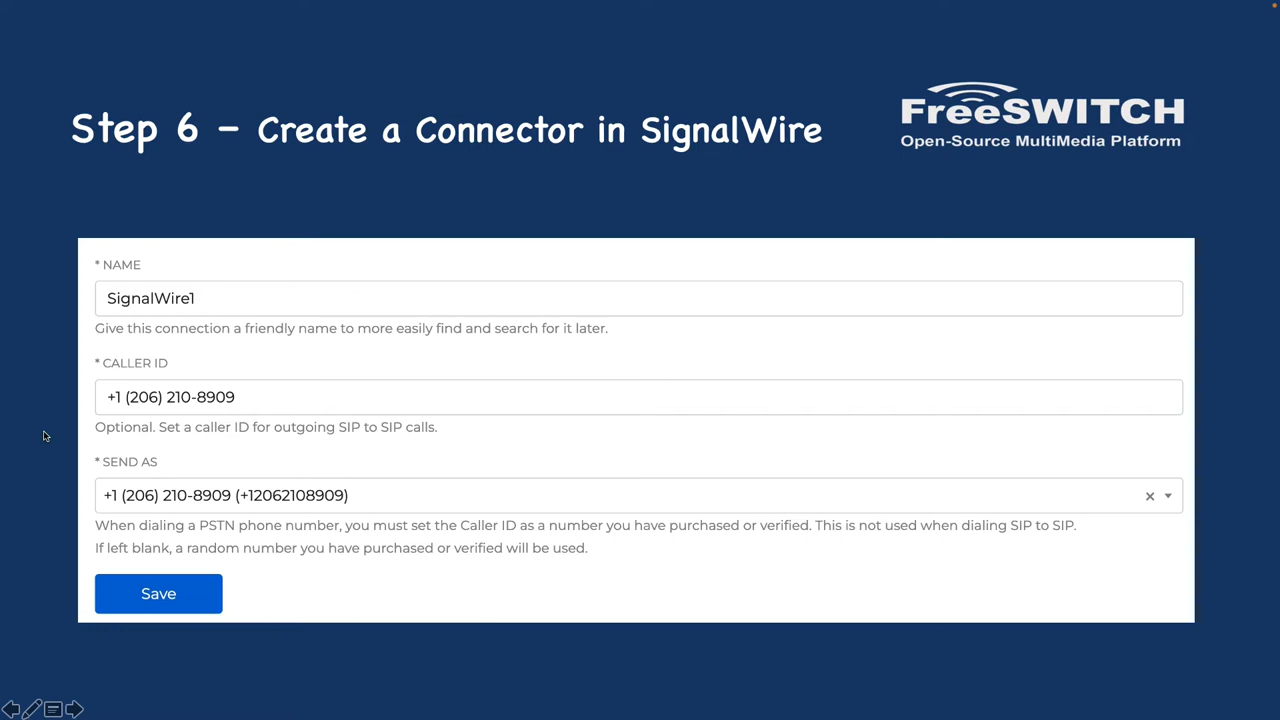 Step 6 - Create a Connector in SignalWire
FreeSWITCH
Open-Source MultiMedia Platform
* NAME
SignalWire1
Give this connection a friendly name to more easily find and search for it later.
* CALLER ID
+1 (206) 210-8909
Optional. Set a caller ID for outgoing SIP to SIP calls.
* SEND AS
+1 (206) 210-8909 (+12062108909)
When dialing a PSTN phone number, you must set the Caller ID as a number you have purchased or verified. This is not used when dialing SIP to SIP.
If left blank, a random number you have purchased or verified will be used.
Save